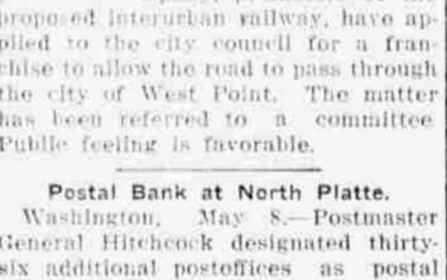 proposed interurban railway, have ap-
plied to the city council for a fran-
chise to allow the road to pass through
the city of West Point. The matter
has been referred to a committee
Public feeling is favorable.
Postal Bank at North Platte.
Washington, May 8.—Postmaster
General Hitchcock designated thirty-
six additional postoffices as postal